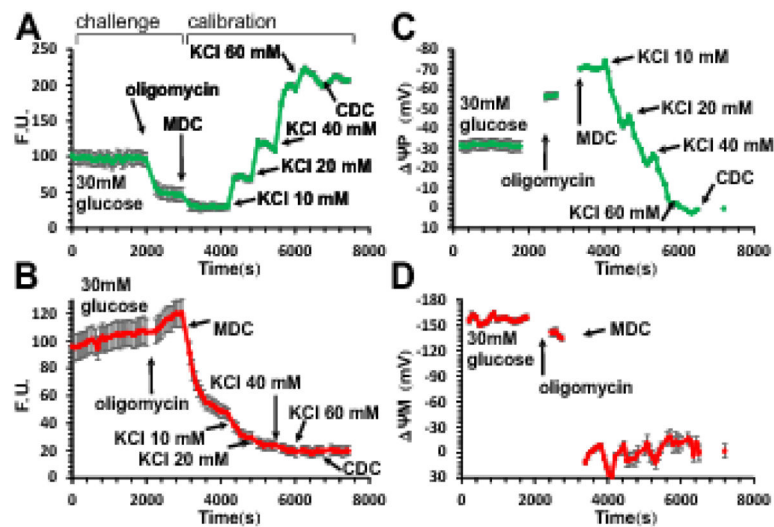 A
challenge
calibration
250
200
150
100
50
0
F.U.
KCl 60 mM
oligomycin
MDC
CDC
KCl 40 mM
KCl 20 mM
KCl 10 mM
30mM
glucose
0 2000 4000 6000 8000
Time(s)
B
120
100
80
60
40
20
0
F.U.
30mM
glucose
MDC
oligomycin
KCl 40 mM
KCl 60 mM
KCl 10 mM
KCl 20 mM
CDC
0 2000 4000 6000 8000
Time(s)
C
-80
-70
-60
-50
-40
-30
-20
-10
-0
10
ΔΨP (mV)
KCl 10 mM
30mM
glucose
KCl 20 mM
MDC
KCl 40 mM
oligomycin
CDC
KCl 60 mM
0 2000 4000 6000 8000
Time(s)
D
-180
-150
-120
-90
-60
-30
0
30
ΔΨM (mV)
30mM
glucose
MDC
oligomycin
0 2000 4000 6000 8000
Time(s)